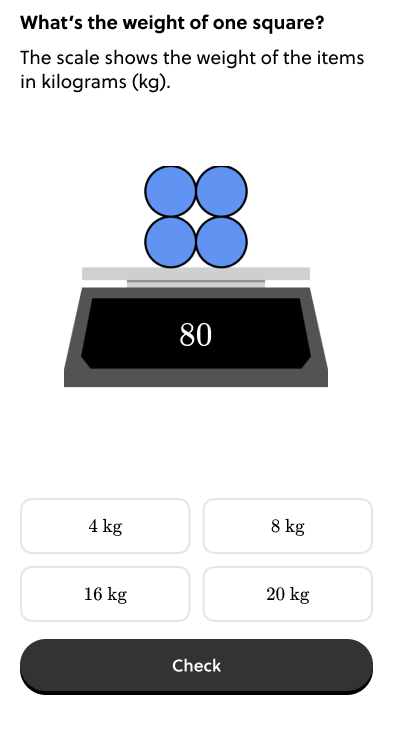 What's the weight of one square?
The scale shows the weight of the items
in kilograms (kg).
80
4 kg
8 kg
16 kg
20 kg
Check